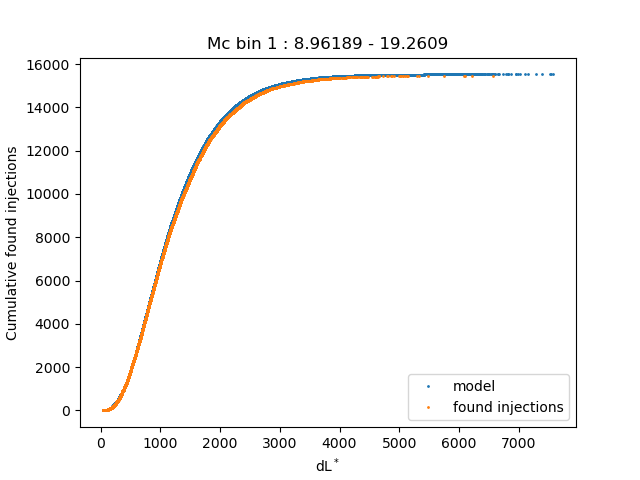 Mc bin 1 : 8.96189 - 19.2609
16000
14000
12000
10000
8000
6000
4000
2000
0
Cumulative found injections
0 1000 2000 3000 4000 5000 6000 7000
dL*
model
found injections